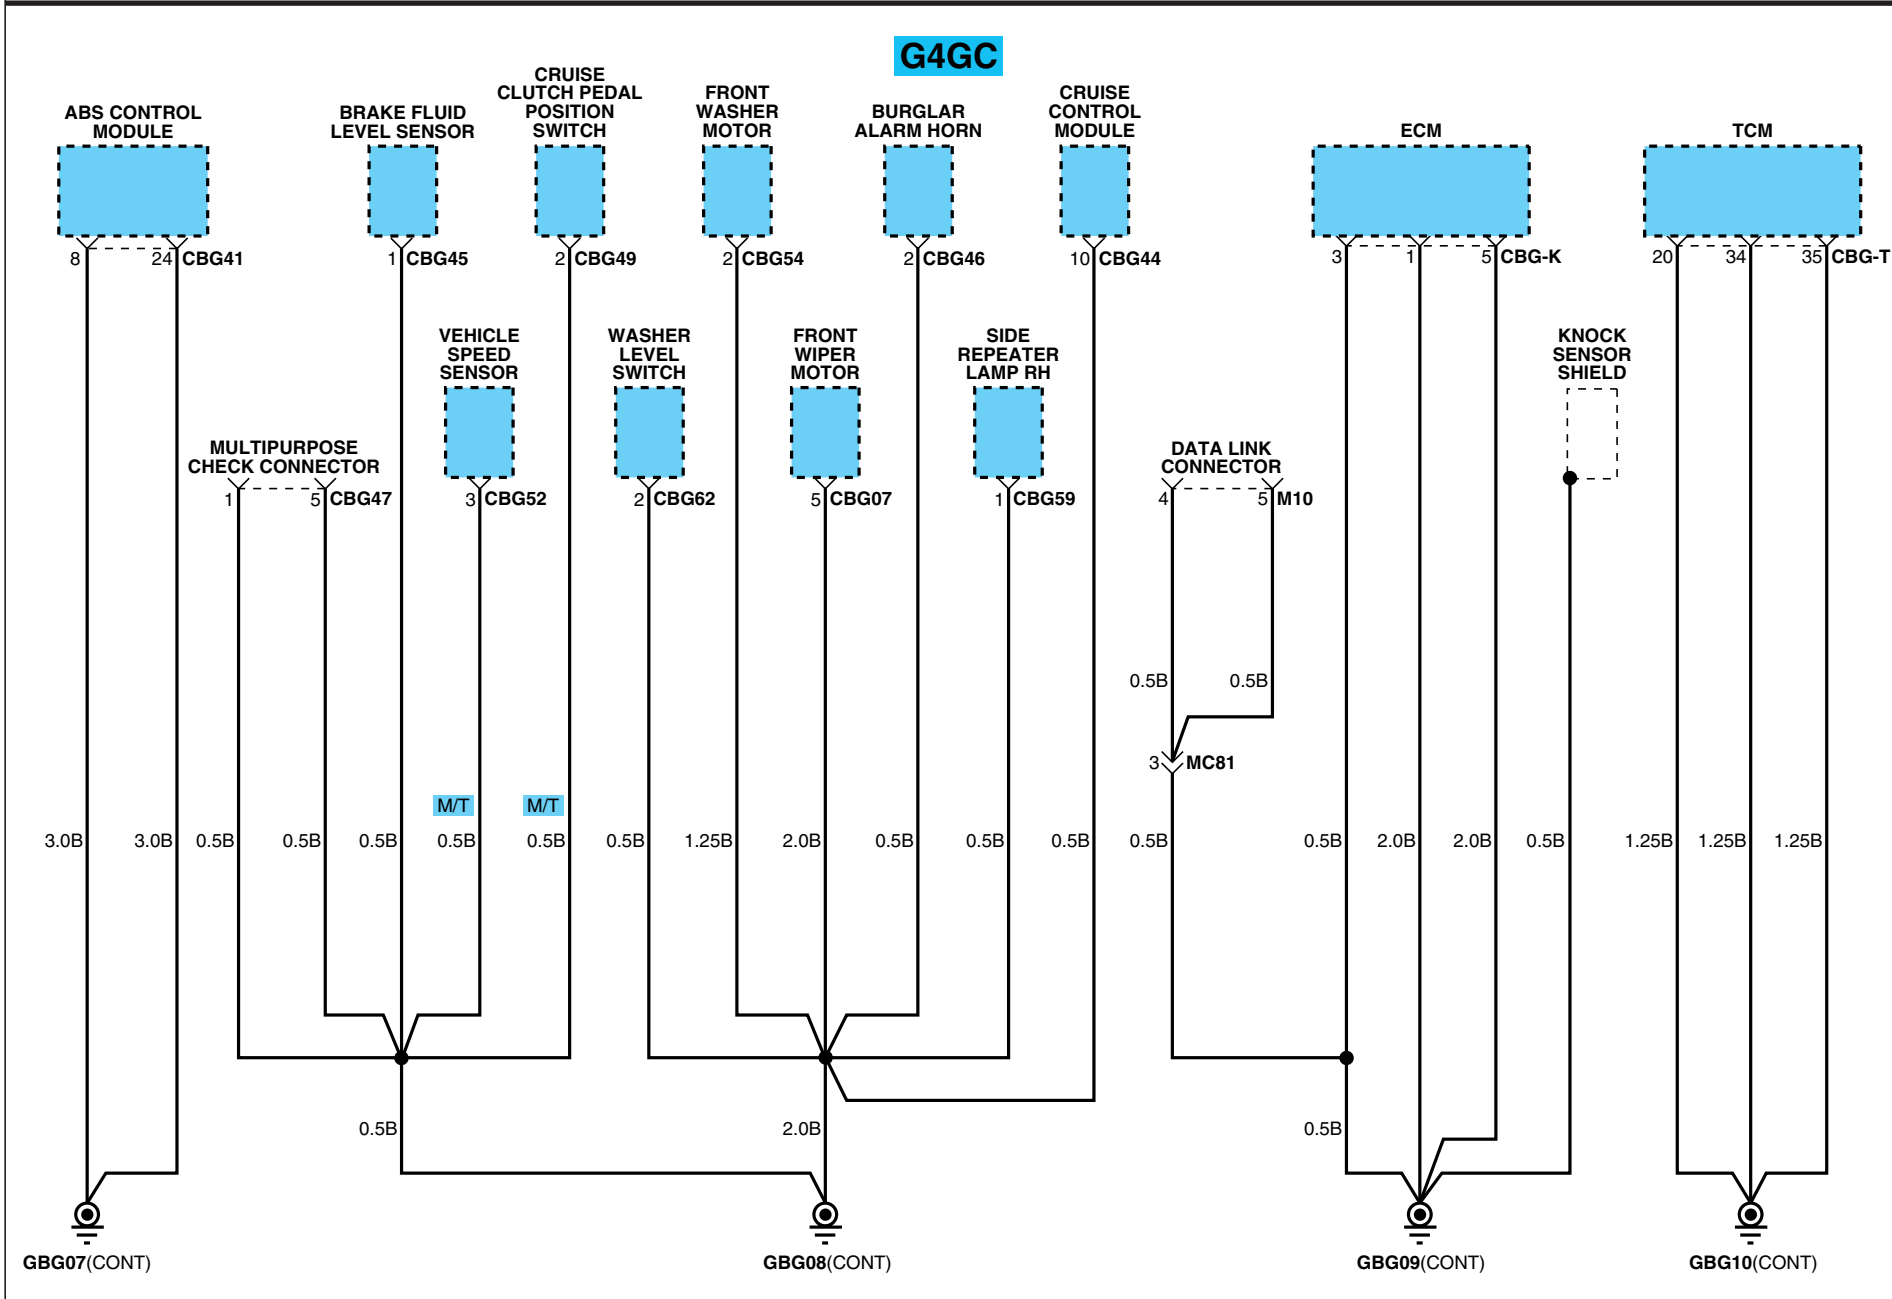 G4GC
ABS CONTROL
MODULE
BRAKE FLUID
LEVEL SENSOR
CRUISE
CLUTCH PEDAL
POSITION
SWITCH
FRONT
WASHER
MOTOR
BURGLAR
ALARM HORN
CRUISE
CONTROL
MODULE
ECM
TCM
8 24 CBG41
1 CBG45
2 CBG49
2 CBG54
2 CBG46
10 CBG44
3 1 5 CBG-K
20 34 35 CBG-T
VEHICLE
SPEED
SENSOR
WASHER
LEVEL
SWITCH
FRONT
WIPER
MOTOR
SIDE
REPEATER
LAMP RH
KNOCK
SENSOR
SHIELD
MULTIPURPOSE
CHECK CONNECTOR
DATA LINK
CONNECTOR
1 5 CBG47
3 CBG52
2 CBG62
5 CBG07
1 CBG59
4 5 M10
0.5B 0.5B
3 MC81
M/T M/T
3.0B 3.0B 0.5B 0.5B 0.5B 0.5B 0.5B 0.5B 1.25B 2.0B 0.5B 0.5B 0.5B 0.5B 0.5B 2.0B 2.0B 0.5B 1.25B 1.25B 1.25B
0.5B 2.0B 0.5B
GBG07(CONT) GBG08(CONT) GBG09(CONT) GBG10(CONT)